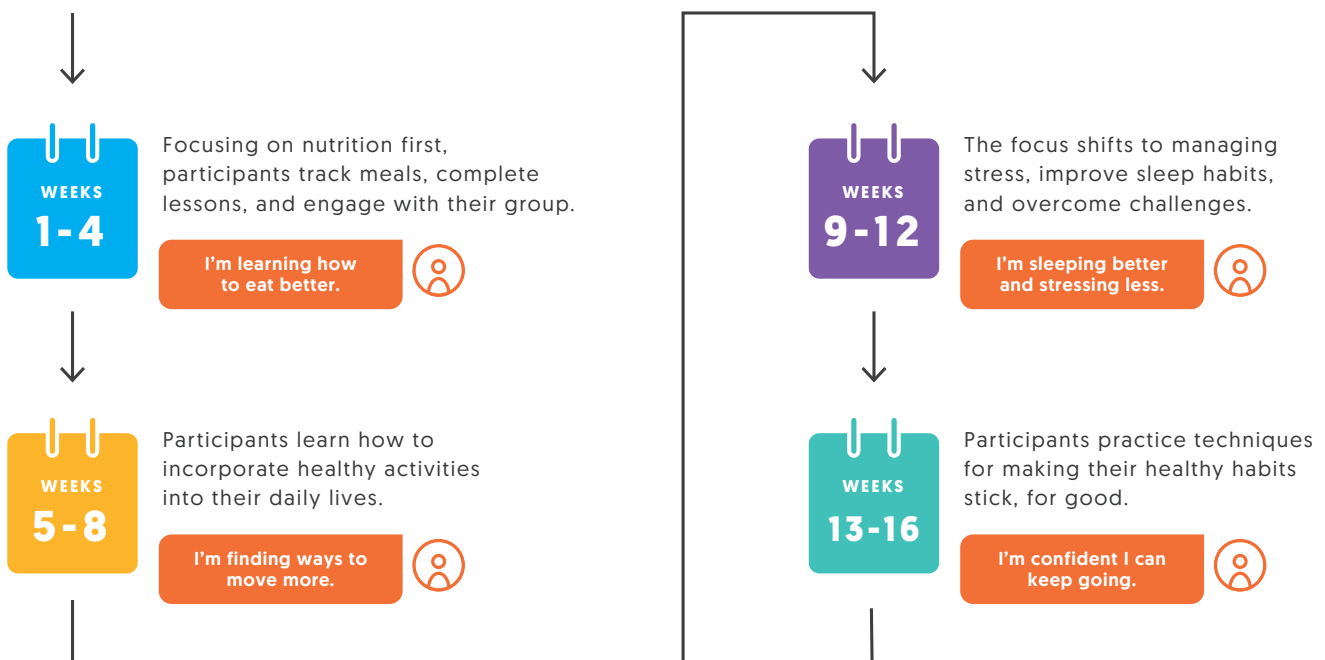 WEEKS
1-4
Focusing on nutrition first,
participants track meals, complete
lessons, and engage with their group.
I'm learning how
to eat better.
WEEKS
5-8
Participants learn how to
incorporate healthy activities
into their daily lives.
I'm finding ways to
move more.
WEEKS
9-12
The focus shifts to managing
stress, improve sleep habits,
and overcome challenges.
I'm sleeping better
and stressing less.
WEEKS
13-16
Participants practice techniques
for making their healthy habits
stick, for good.
I'm confident I can
keep going.